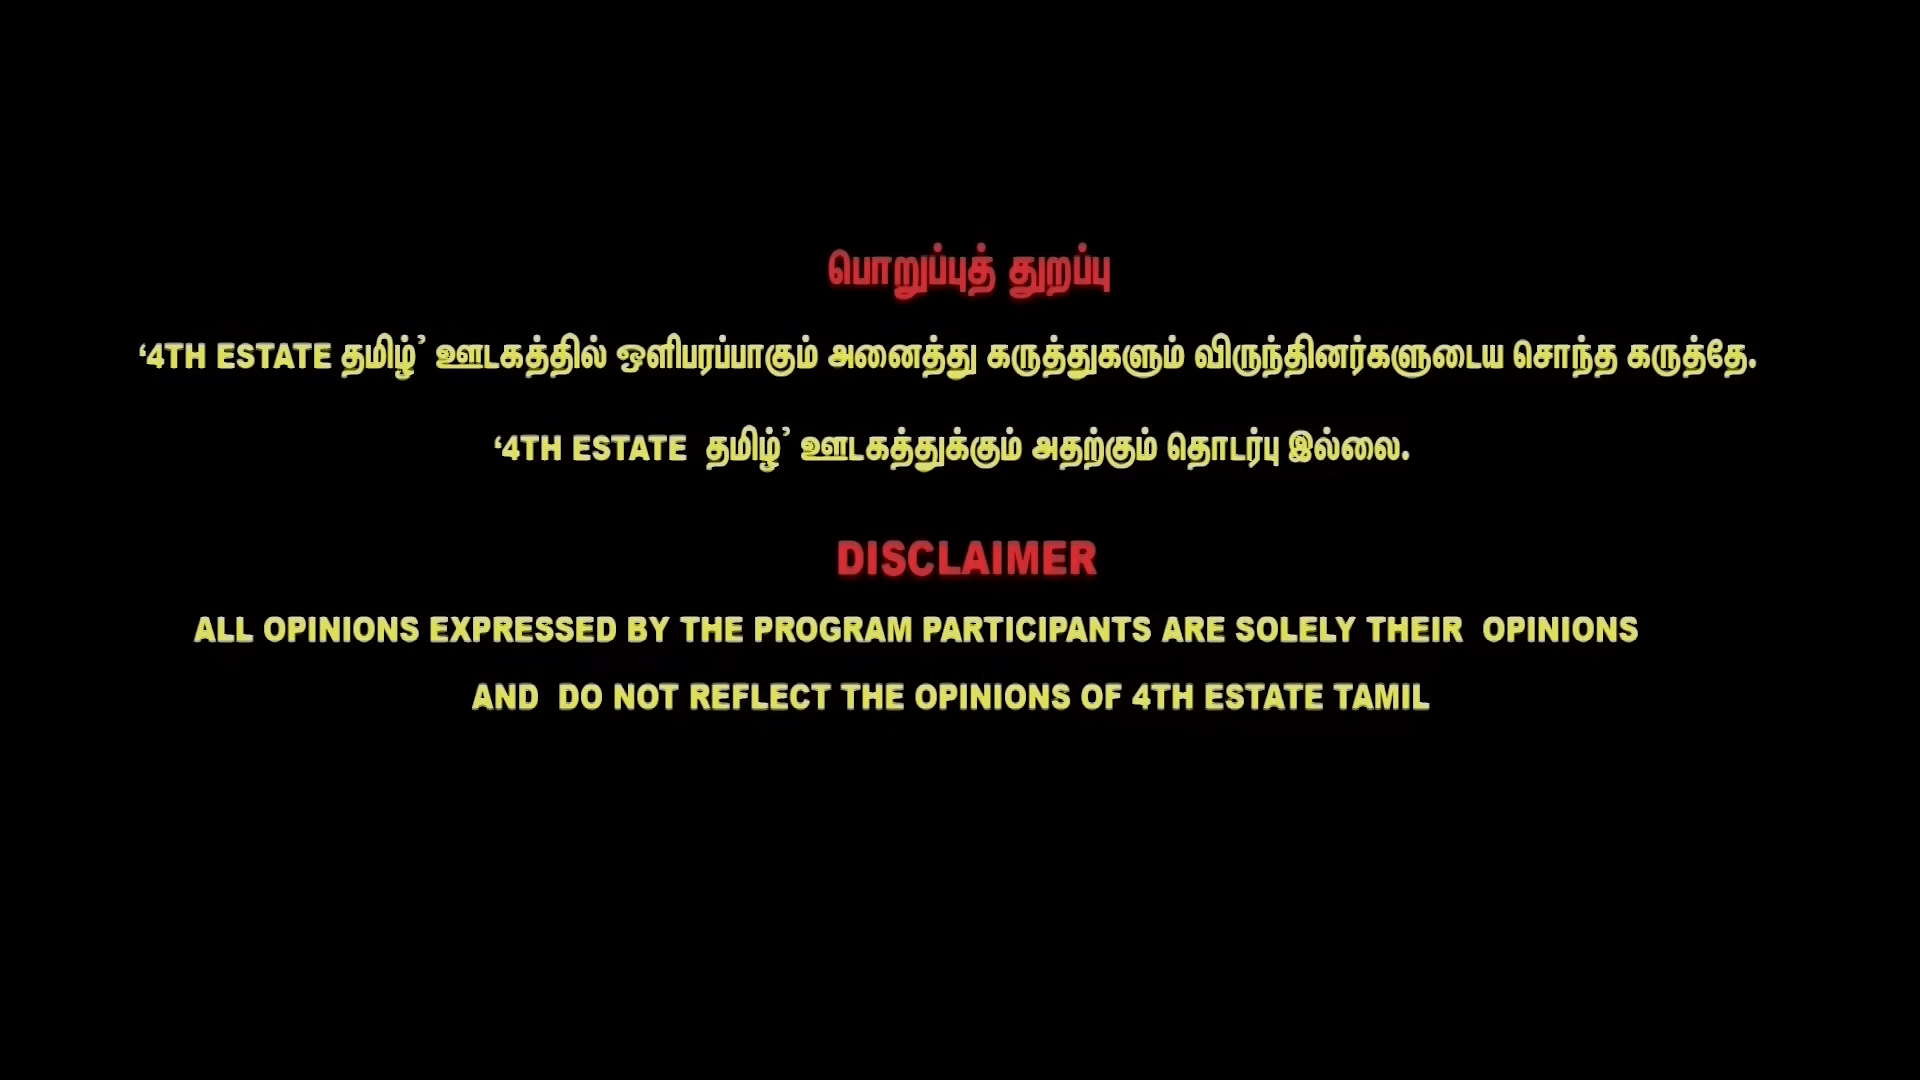 பொறுப்புத் துறப்பு
‘4TH ESTATE தமிழ்’ ஊடகத்தில் ஒளிபரப்பாகும் அனைத்து கருத்துகளும் விருந்தினர்களுடைய சொந்த கருத்தே.
‘4TH ESTATE தமிழ்’ ஊடகத்துக்கும் அதற்கும் தொடர்பு இல்லை.
DISCLAIMER
ALL OPINIONS EXPRESSED BY THE PROGRAM PARTICIPANTS ARE SOLELY THEIR OPINIONS
AND DO NOT REFLECT THE OPINIONS OF 4TH ESTATE TAMIL